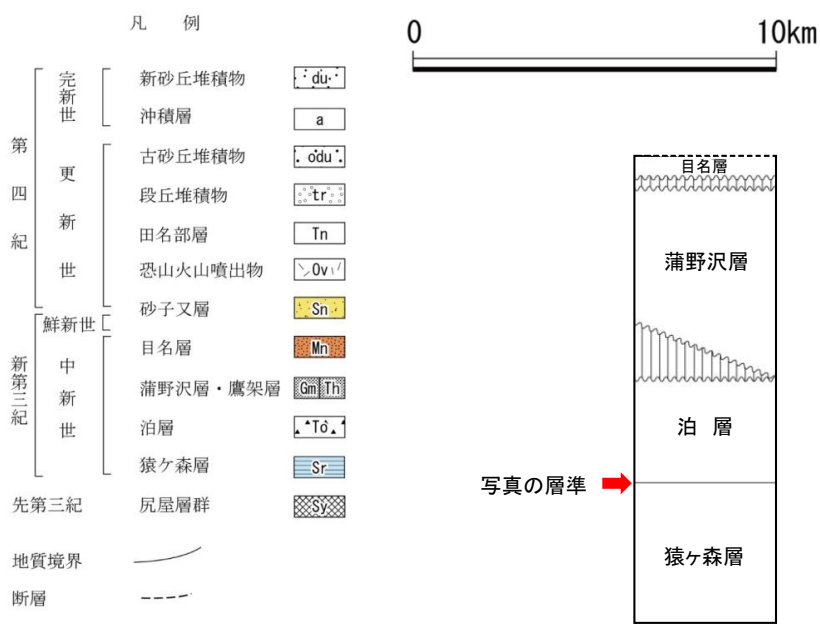 凡 例
第四紀
完新世
新砂丘堆積物 du
沖積層 a
更新世
古砂丘堆積物 odu
段丘堆積物 tr
田名部層 Tn
恐山火山噴出物 Ov
砂子又層 Sn
新第三紀
鮮新世
中新世
目名層 Mn
蒲野沢層・鷹架層 Gm Th
泊層 To
猿ケ森層 Sr
先第三紀 尻屋層群 Sy
地質境界
断層
0 10km
目名層
蒲野沢層
泊 層
写真の層準
猿ヶ森層